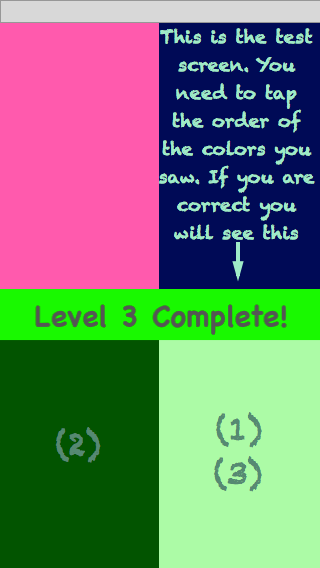 This is the test
screen. You
need to tap
the order of
the colors you
saw. If you are
correct you
will see this
Level 3 Complete!
(2)
(1)
(3)